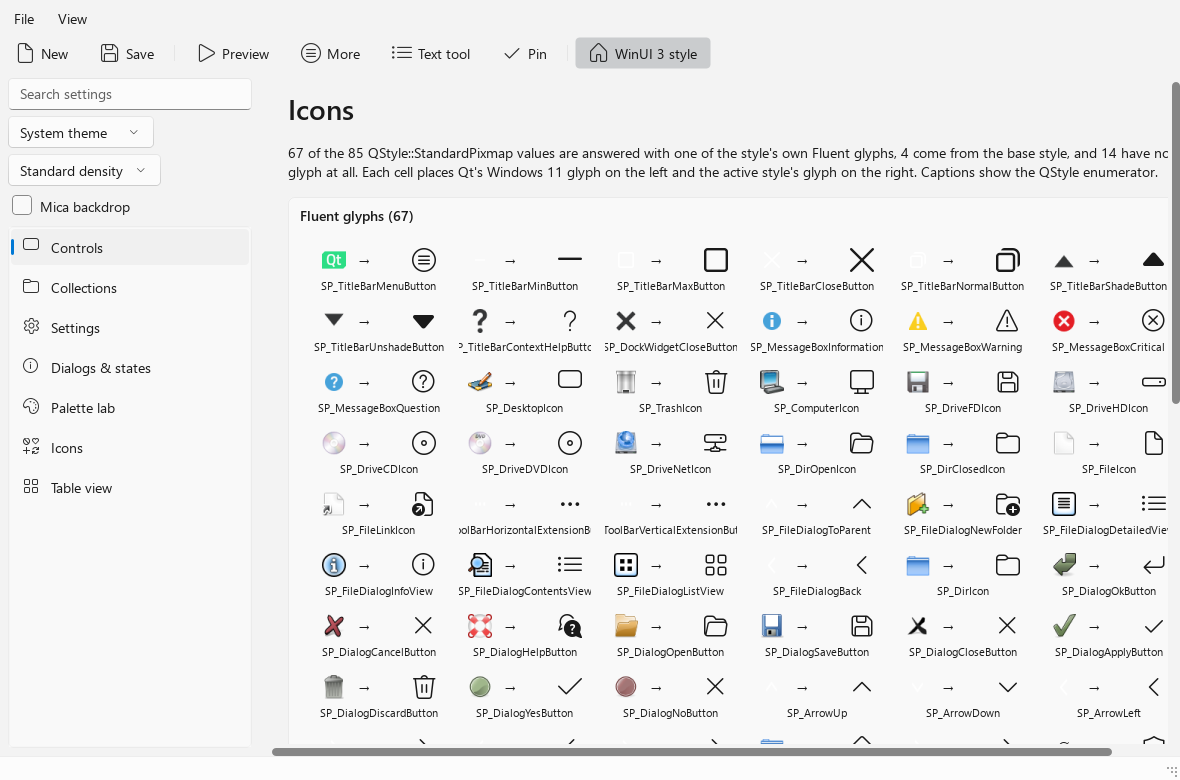 File View
New Save Preview More Text tool Pin WinUI 3 style
Search settings
System theme
Standard density
Mica backdrop
Controls
Collections
Settings
Dialogs & states
Palette lab
Icons
Table view
Icons
67 of the 85 QStyle::StandardPixmap values are answered with one of the style's own Fluent glyphs, 4 come from the base style, and 14 have
glyph at all. Each cell places Qt's Windows 11 glyph on the left and the active style's glyph on the right. Captions show the QStyle enumerator.
Fluent glyphs (67)
Qt
SP_TitleBarMenuButton SP_TitleBarMinButton SP_TitleBarMaxButton SP_TitleBarCloseButton SP_TitleBarNormalButton SP_TitleBarShadeButton
SP_TitleBarUnshadeButton P_TitleBarContextHelpButto SP_DockWidgetCloseButton SP_MessageBoxInformation SP_MessageBoxWarning SP_MessageBoxCritical
SP_MessageBoxQuestion SP_DesktopIcon SP_TrashIcon SP_ComputerIcon SP_DriveFDIcon SP_DriveHDIcon
DVD
SP_DriveCDIcon SP_DriveDVDIcon SP_DriveNetIcon SP_DirOpenIcon SP_DirClosedIcon SP_FileIcon
SP_FileLinkIcon oolBarHorizontalExtensionB ToolBarVerticalExtensionBut SP_FileDialogToParent SP_FileDialogNewFolder SP_FileDialogDetailedView
SP_FileDialogInfoView SP_FileDialogContentsView SP_FileDialogListView SP_FileDialogBack SP_DirIcon SP_DialogOkButton
SP_DialogCancelButton SP_DialogHelpButton SP_DialogOpenButton SP_DialogSaveButton SP_DialogCloseButton SP_DialogApplyButton
SP_DialogDiscardButton SP_DialogYesButton SP_DialogNoButton SP_ArrowUp SP_ArrowDown SP_ArrowLeft